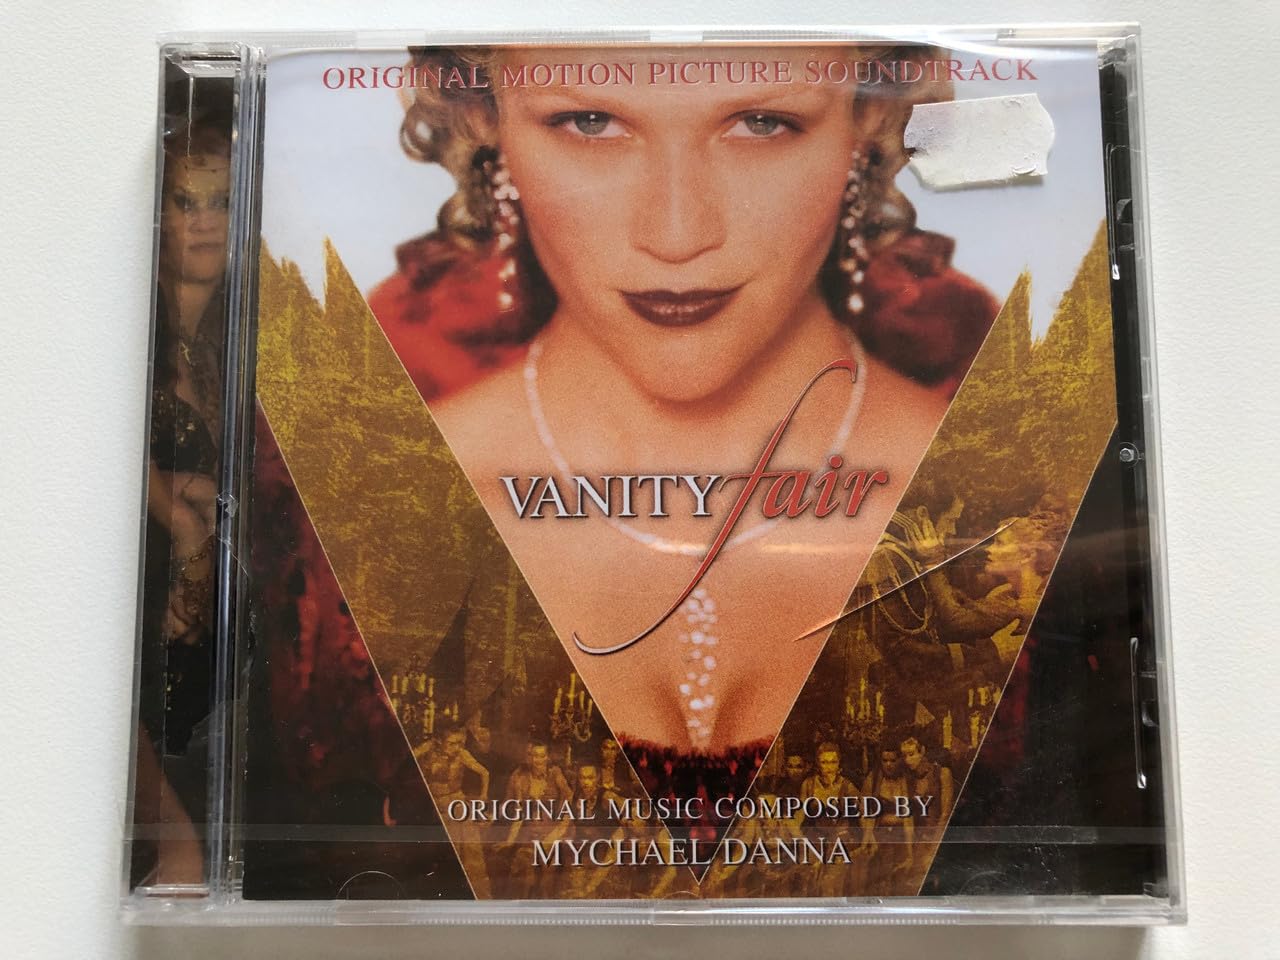 ORIGINAL MOTION PICTURE SOUNDTRACK
VANITY fair
ORIGINAL MUSIC COMPOSED BY
MYCHAEL DANNA